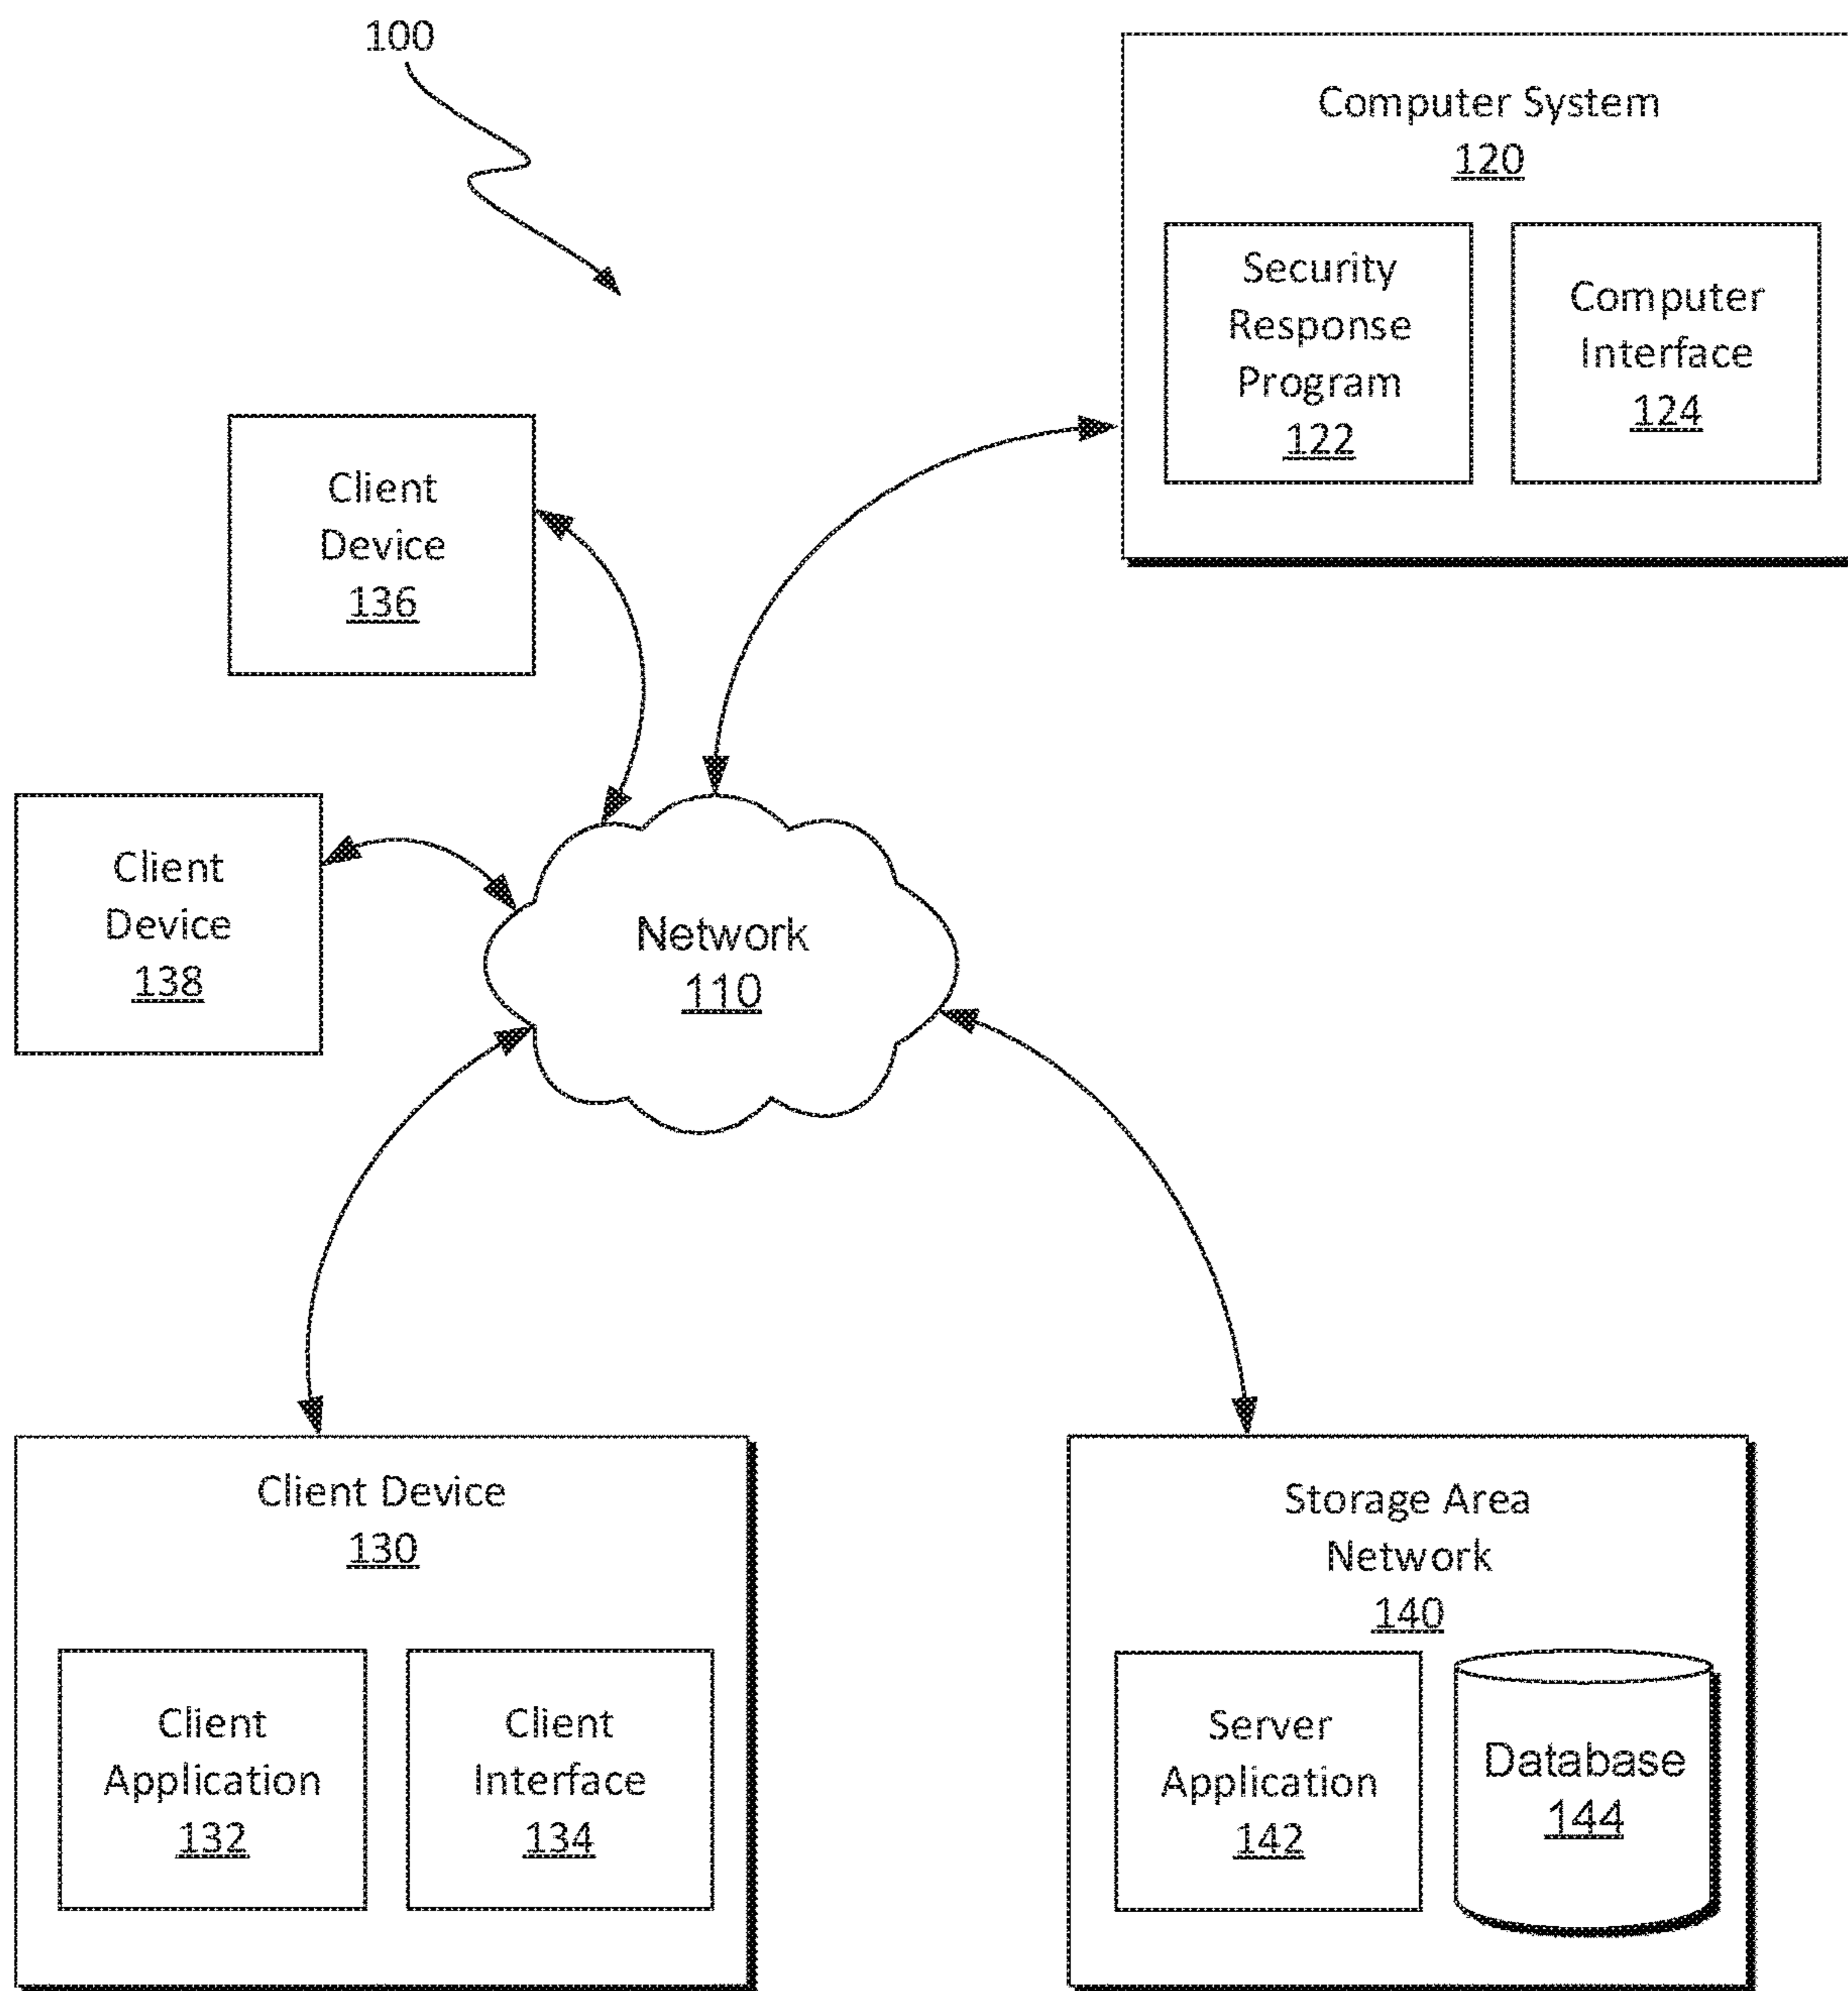 100
Computer System
120
Security
Response
Program
122
Computer
Interface
124
Client
Device
136
Client
Device
138
Network
110
Client Device
130
Client
Application
132
Client
Interface
134
Storage Area
Network
140
Server
Application
142
Database
144